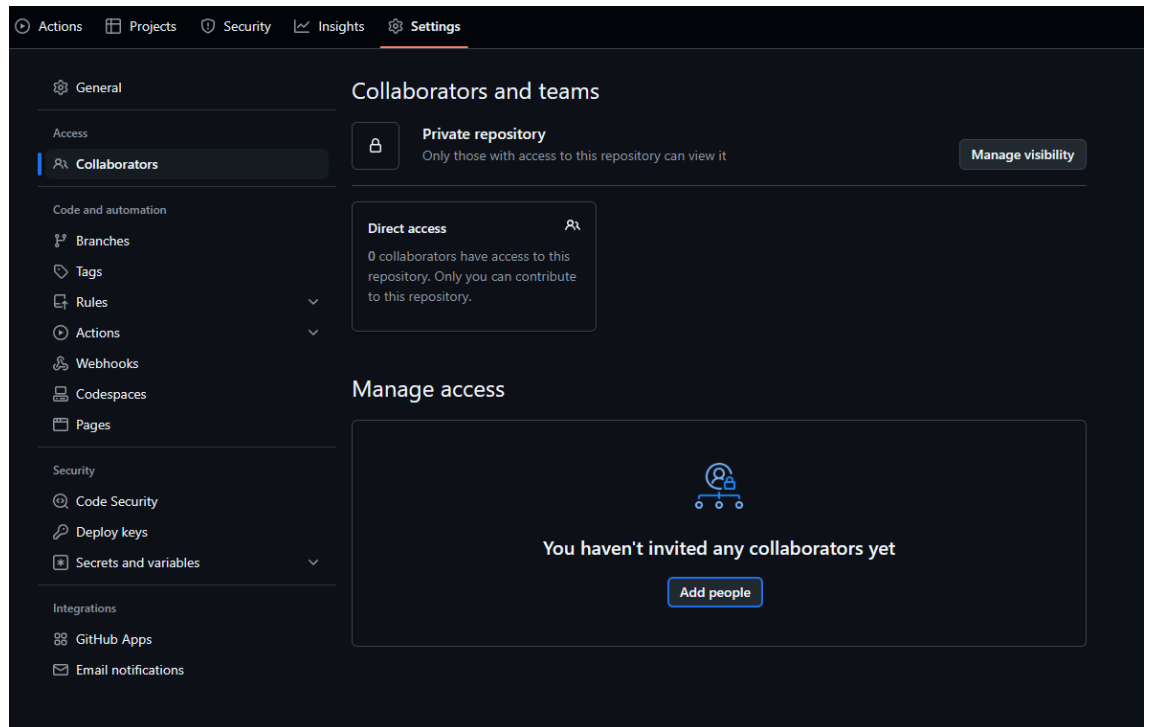 Actions Projects Security Insights Settings
General
Access
Collaborators
Code and automation
Branches
Tags
Rules
Actions
Webhooks
Codespaces
Pages
Security
Code Security
Deploy keys
Secrets and variables
Integrations
GitHub Apps
Email notifications
Collaborators and teams
Private repository
Only those with access to this repository can view it
Manage visibility
Direct access
0 collaborators have access to this
repository. Only you can contribute
to this repository.
Manage access
You haven't invited any collaborators yet
Add people